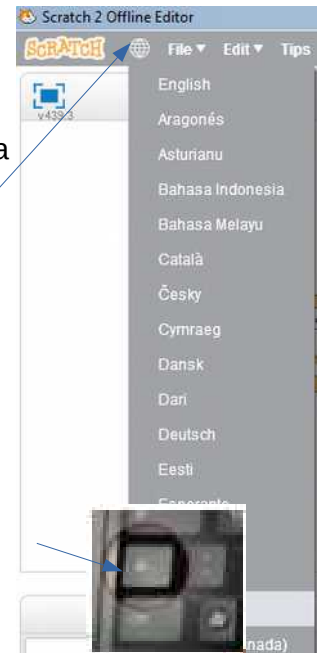 Scratch 2 Offline Editor
SCRATCH File Edit Tips
v439.3
English
Aragonés
a
Asturianu
Bahasa Indonesia
Bahasa Melayu
Català
Česky
Cymraeg
Dansk
Dari
Deutsch
Eesti
Esperanto
nada)